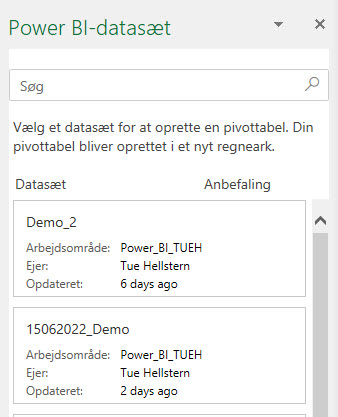 Power BI-datasæt
Søg
Vælg et datasæt for at oprette en pivottabel. Din
pivottabel bliver oprettet i et nyt regneark.
Datasæt Anbefaling
Demo_2
Arbejdsområde: Power_BI_TUEH
Ejer: Tue Hellstern
Opdateret: 6 days ago
15062022_Demo
Arbejdsområde: Power_BI_TUEH
Ejer: Tue Hellstern
Opdateret: 2 days ago